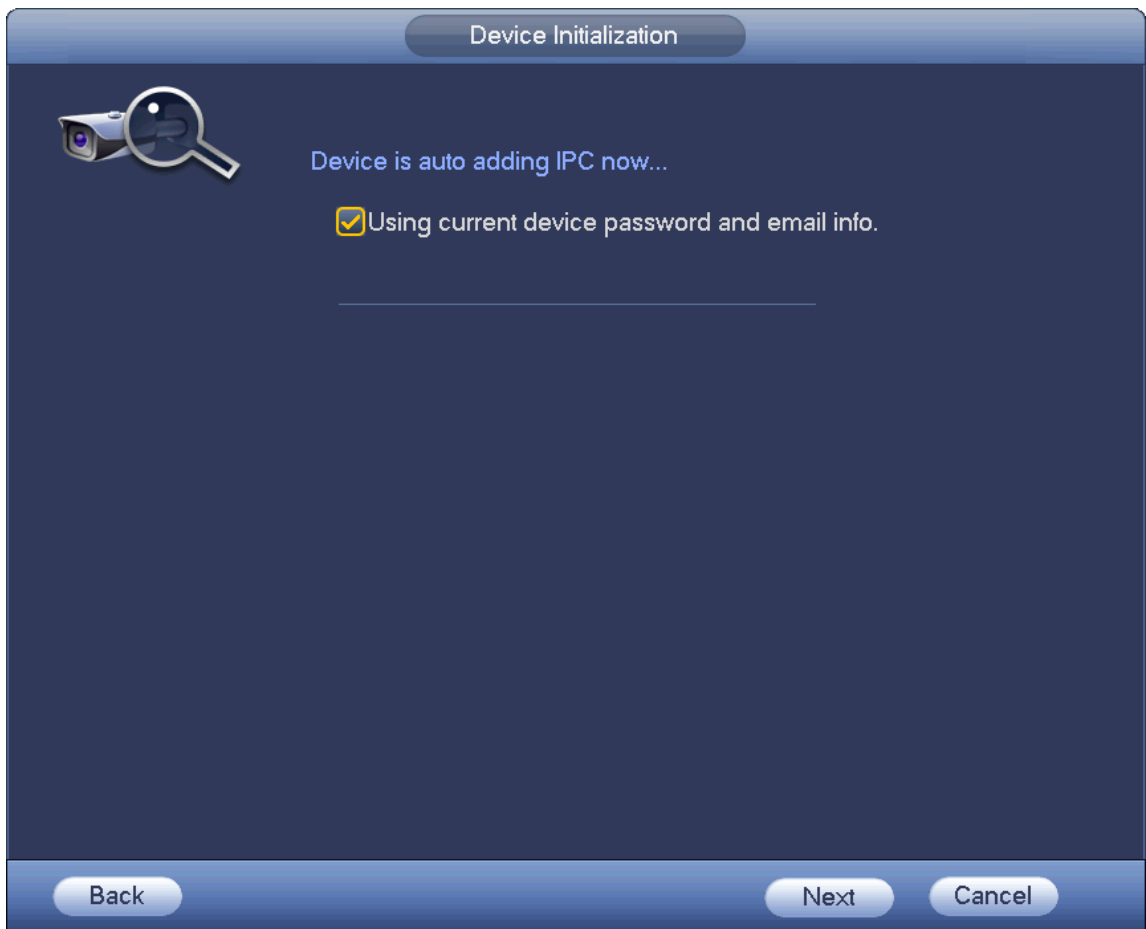 Device Initialization
Device is auto adding IPC now...
Using current device password and email info.
Back
Next
Cancel